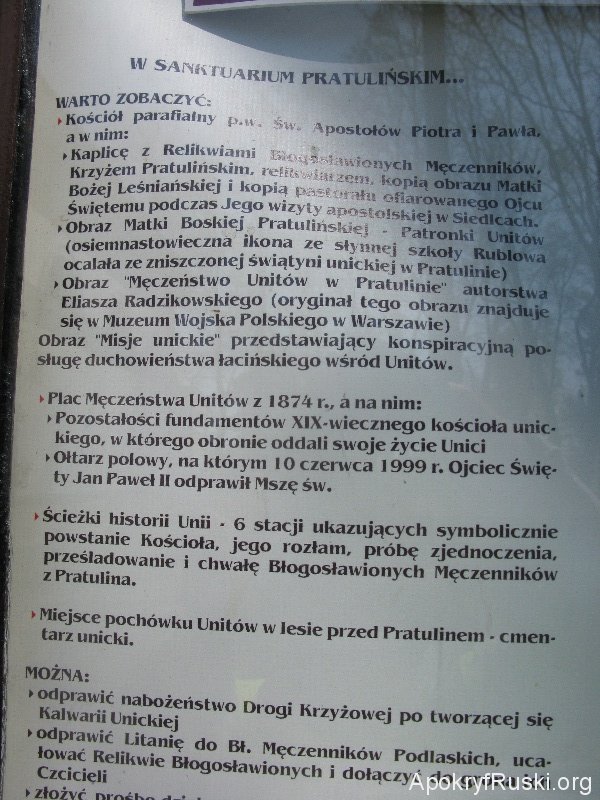 W SANKTUARIUM PRATULIŃSKIM...
WARTO ZOBACZYĆ:
Kościół parafialny p.w. Św. Apostołów Piotra i Pawła,
a w nim:
Kaplicę z Relikwiami Błogosławionych Męczenników,
Krzyżem Pratulińskim, relikwiarzem, kopią obrazu Matki
Bożej Leśniańskiej i kopią pastorału ofiarowanego Ojcu
Świętemu podczas Jego wizyty apostolskiej w Siedlcach.
Obraz Matki Boskiej Pratulińskiej - Patronki Unitów
(osiemnastowieczna ikona ze słynnej szkoły Rublowa
ocalała ze zniszczonej świątyni unickiej w Pratulinie)
Obraz "Męczeństwo Unitów w Pratulinie" autorstwa
Eliasza Radzikowskiego (oryginał tego obrazu znajduje
się w Muzeum Wojska Polskiego w Warszawie)
Obraz "Misje unickie" przedstawiający konspiracyjną po-
sługę duchowieństwa łacińskiego wśród Unitów.
Plac Męczeństwa Unitów z 1874 r., a na nim:
Pozostałości fundamentów XIX-wiecznego kościoła unic-
kiego, w którego obronie oddali swoje życie Unici
Ołtarz polowy, na którym 10 czerwca 1999 r. Ojciec Świę-
ty Jan Paweł II odprawił Mszę św.
Ścieżki historii Unii - 6 stacji ukazujących symbolicznie
powstanie Kościoła, jego rozłam, próbę zjednoczenia,
prześladowanie i chwałę Błogosławionych Męczenników
z Pratulina.
Miejsce pochówku Unitów w lesie przed Pratulinem - cmen-
tarz unicki.
MOŻNA:
odprawić nabożeństwo Drogi Krzyżowej po tworzącej się
Kalwarii Unickiej
odprawić Litanię do Bł. Męczenników Podlaskich, uca-
łować Relikwie Błogosławionych i dołączyć do
Czcicieli
złożyć prośbę
ApokryfRuski.org